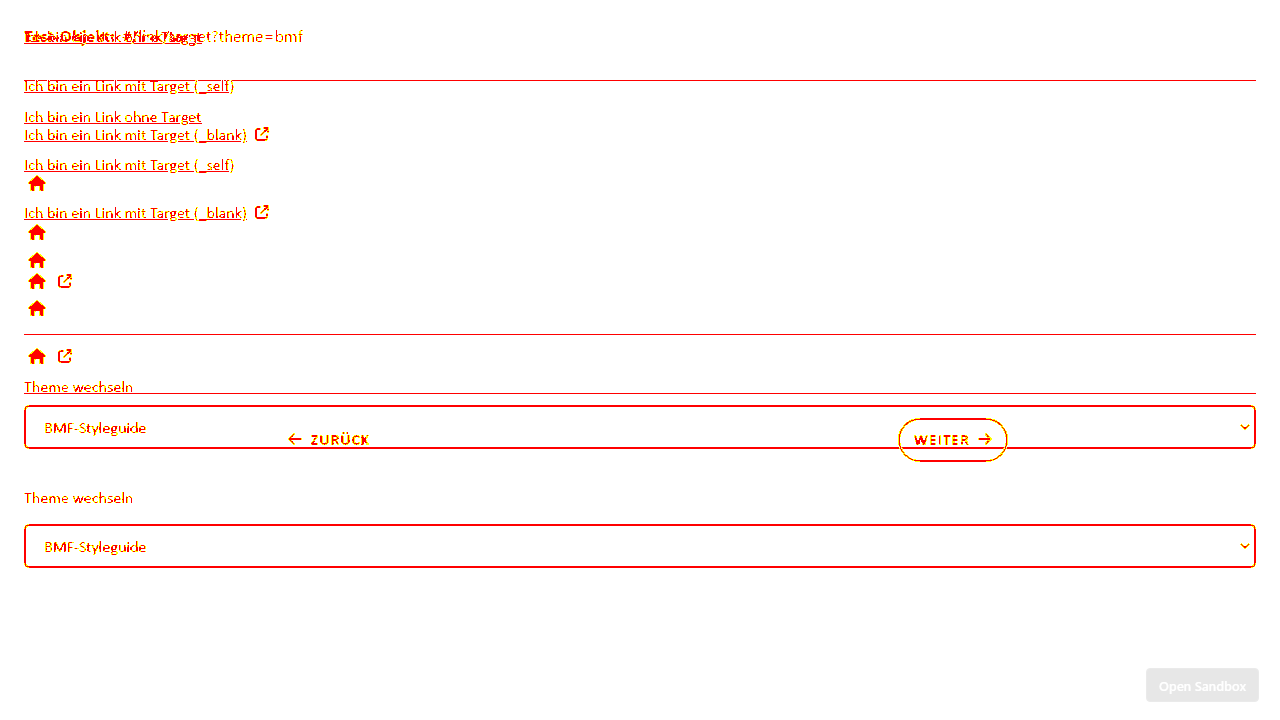 Test-Objekt: #/link/target?theme=bmf
Ich bin ein Link mit Target (_self)
Ich bin ein Link ohne Target
Ich bin ein Link mit Target (_blank)
Ich bin ein Link mit Target (_self)
Ich bin ein Link mit Target (_blank)
Theme wechseln
BMF-Styleguide
ZURÜCK WEITER
Theme wechseln
BMF-Styleguide
Open Sandbox